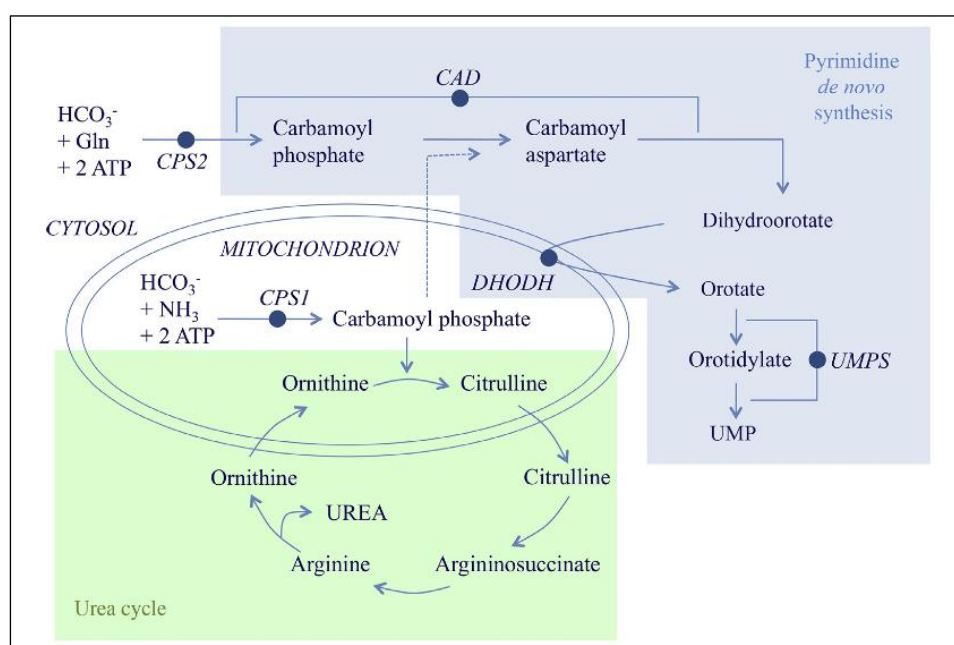 Pyrimidine
de novo
synthesis
CAD
HCO₃⁻
+ Gln
+ 2 ATP
CPS2
Carbamoyl
phosphate
Carbamoyl
aspartate
Dihydroorotate
CYTOSOL
MITOCHONDRION
DHODH
HCO₃⁻
+ NH₃
+ 2 ATP
CPS1
Carbamoyl phosphate
Orotate
Orotidylate
UMPS
UMP
Ornithine
Citrulline
Ornithine
Citrulline
UREA
Arginine
Argininosuccinate
Urea cycle